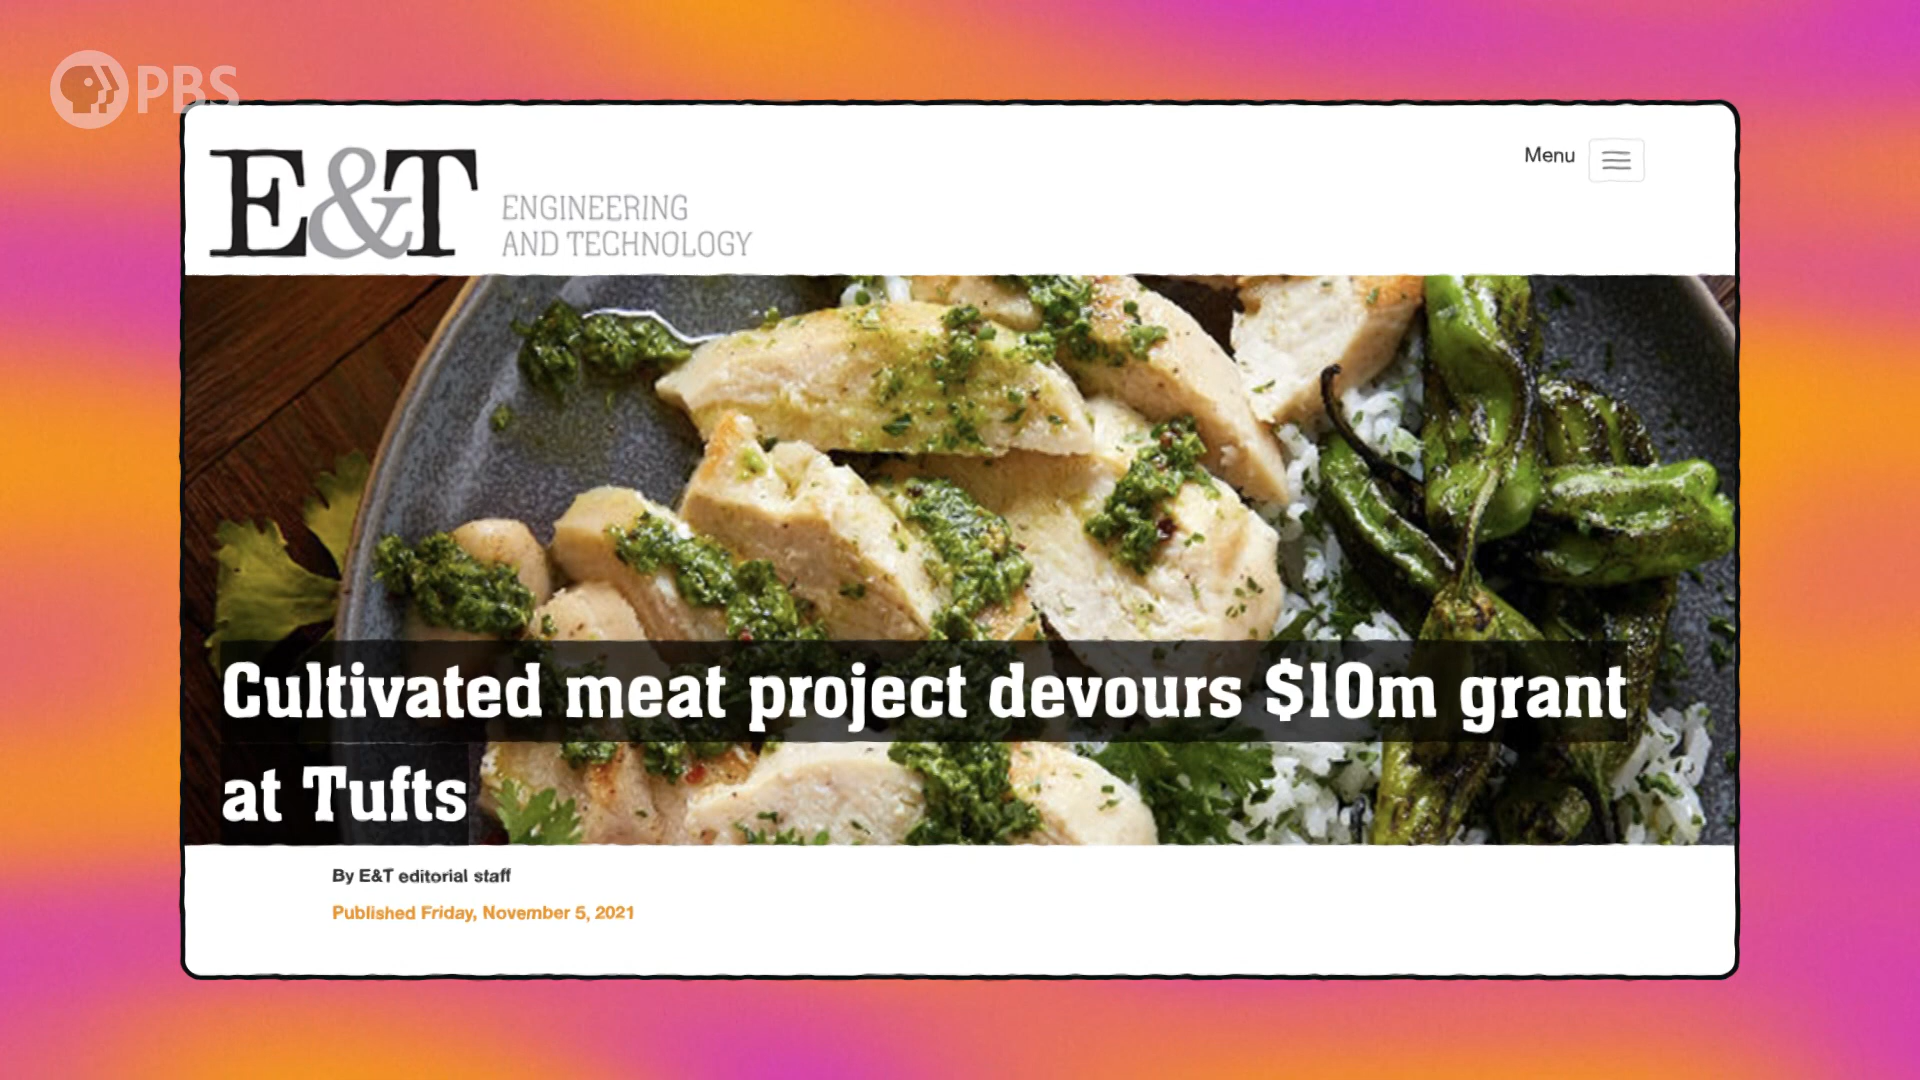 PBS
E&T
ENGINEERING
AND TECHNOLOGY
Menu
Cultivated meat project devours $10m grant
at Tufts
By E&T editorial staff
Published Friday, November 5, 2021